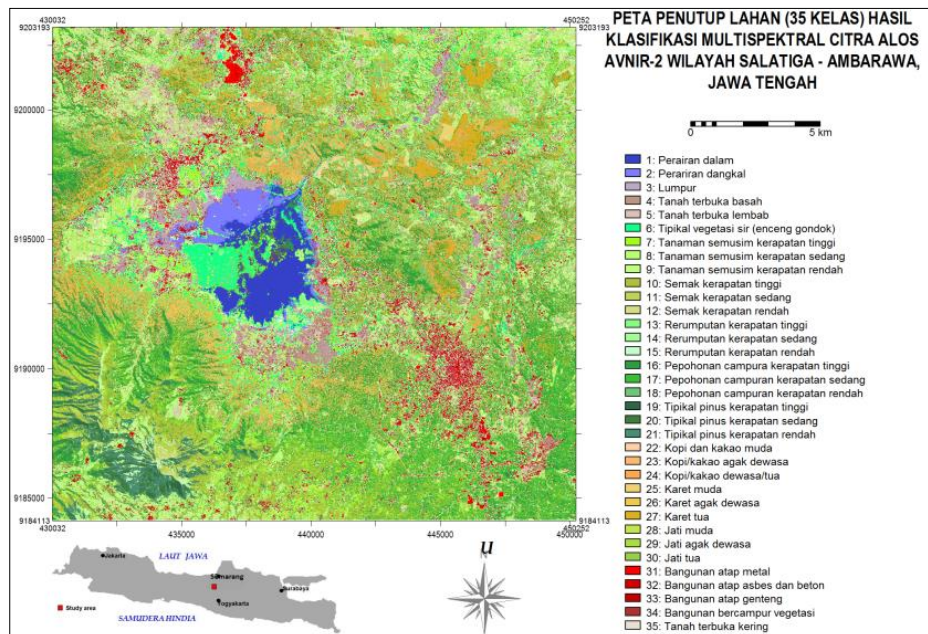 PETA PENUTUP LAHAN (35 KELAS) HASIL
KLASIFIKASI MULTISPEKTRAL CITRA ALOS
AVNIR-2 WILAYAH SALATIGA - AMBARAWA,
JAWA TENGAH
0 5 km
430032 450252
9203193 9203193
9200000
9195000
9190000
9185000
9184113 9184113
430032 435000 440000 445000 450000 450252
1: Perairan dalam
2: Perariran dangkal
3: Lumpur
4: Tanah terbuka basah
5: Tanah terbuka lembab
6: Tipikal vegetasi sir (enceng gondok)
7: Tanaman semusim kerapatan tinggi
8: Tanaman semusim kerapatan sedang
9: Tanaman semusim kerapatan rendah
10: Semak kerapatan tinggi
11: Semak kerapatan sedang
12: Semak kerapatan rendah
13: Rerumputan kerapatan tinggi
14: Rerumputan kerapatan sedang
15: Rerumputan kerapatan rendah
16: Pepohonan campura kerapatan tinggi
17: Pepohonan campuran kerapatan sedang
18: Pepohonan campuran kerapatan rendah
19: Tipikal pinus kerapatan tinggi
20: Tipikal pinus kerapatan sedang
21: Tipikal pinus kerapatan rendah
22: Kopi dan kakao muda
23: Kopi/kakao agak dewasa
24: Kopi/kakao dewasa/tua
25: Karet muda
26: Karet agak dewasa
27: Karet tua
28: Jati muda
29: Jati agak dewasa
30: Jati tua
31: Bangunan atap metal
32: Bangunan atap asbes dan beton
33: Bangunan atap genteng
34: Bangunan bercampur vegetasi
35: Tanah terbuka kering
LAUT JAWA
Jakarta
Semarang
Surabaya
Yogyakarta
Study area
SAMUDERA HINDIA
u